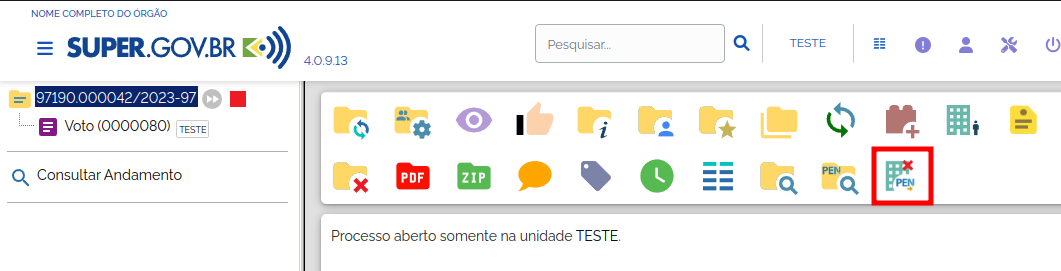 NOME COMPLETO DO ÓRGÃO
SUPER.GOV.BR
4.0.9.13
Pesquisar...
TESTE
97190.000042/2023-97
Voto (0000080) TESTE
Consultar Andamento
i
PDF
ZIP
PEN
PEN
Processo aberto somente na unidade TESTE.